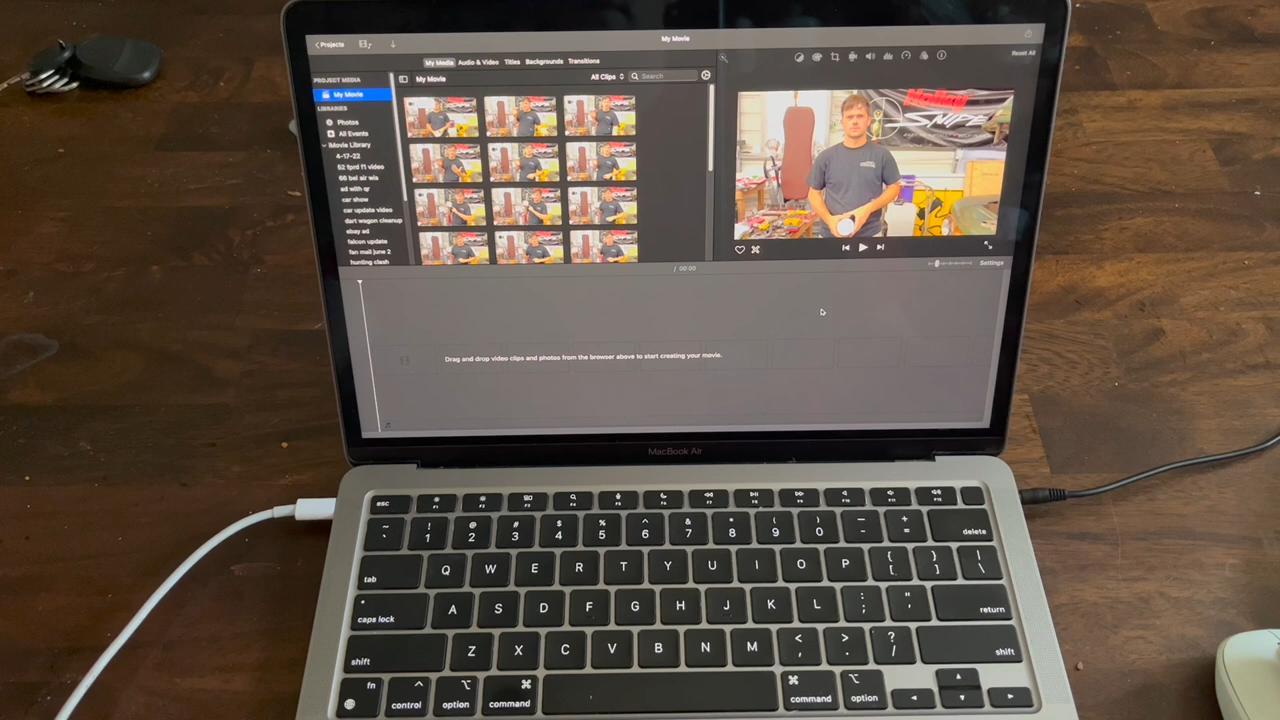 Projects
My Movie
My Media Audio & Video Titles Backgrounds Transitions
Reset All
PROJECT MEDIA
My Movie
LIBRARIES
Photos
All Events
iMovie Library
4-17-22
52 fprd f1 video
66 bel air wis
ad with qr
car show
car update video
dart wagon cleanup
ebay ad
falcon update
fan mail june 2
hunting clash
My Movie All Clips Search
Holley
SNIPER
/ 00:00
Settings
Drag and drop video clips and photos from the browser above to start creating your movie.
MacBook Air
esc F1 F2 F3 F4 F5 F6 F7 F8 F9 F10 F11 F12
~ ! @ # $ % ^ & * ( ) — +
` 1 2 3 4 5 6 7 8 9 0 - = delete
tab Q W E R T Y U I O P { [ } ] | \
caps lock A S D F G H J K L : ; " ' return
shift Z X C V B N M < , > . ? / shift
fn control option ⌘ command ⌘ command option